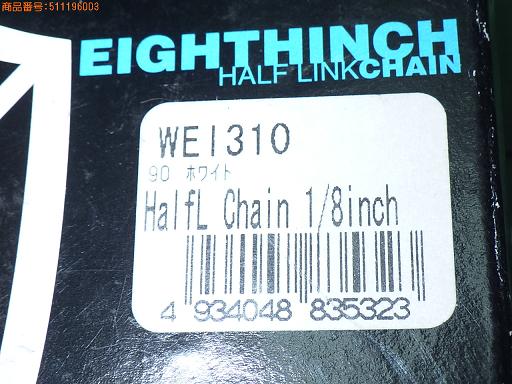 商品番号:511196003
EIGHTHINCH
HALF LINKCHAIN
WEI310
90 ホワイト
HalfL Chain 1/8inch
4 934048 835323